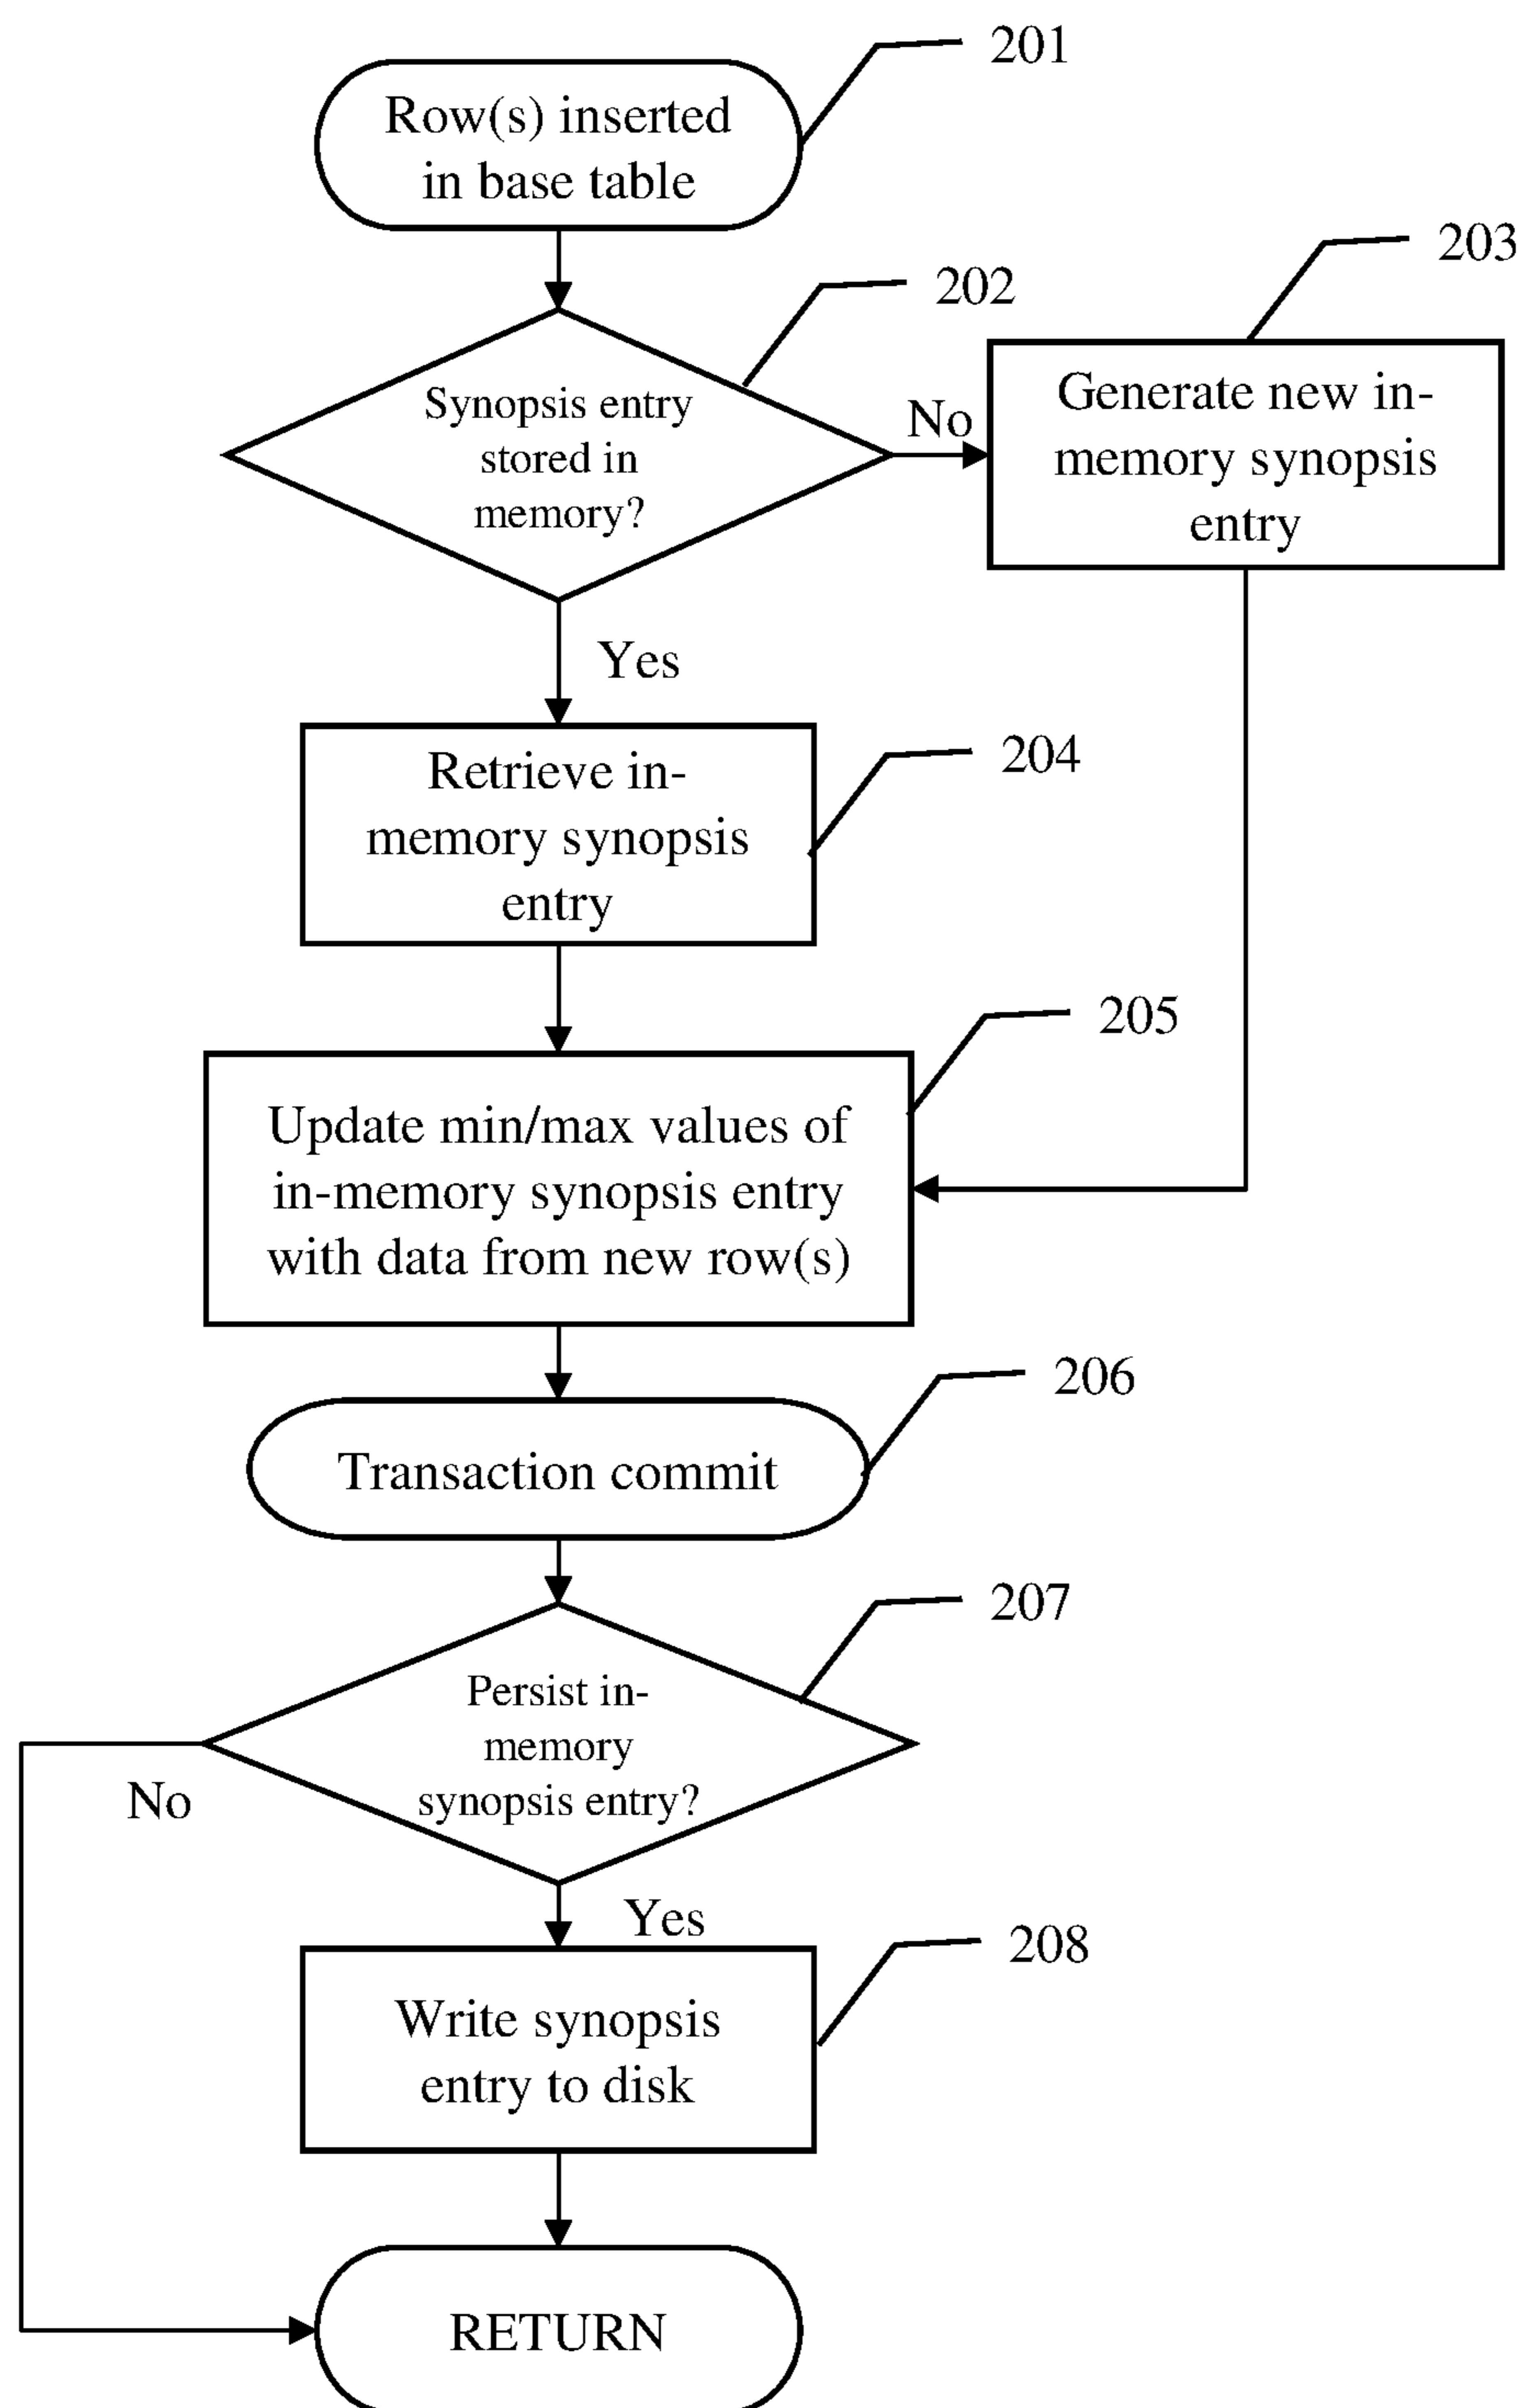 201
Row(s) inserted
in base table
202
203
Synopsis entry
stored in
memory?
No
Generate new in-
memory synopsis
entry
Yes
204
Retrieve in-
memory synopsis
entry
205
Update min/max values of
in-memory synopsis entry
with data from new row(s)
206
Transaction commit
207
Persist in-
memory
synopsis entry?
No
Yes
208
Write synopsis
entry to disk
RETURN